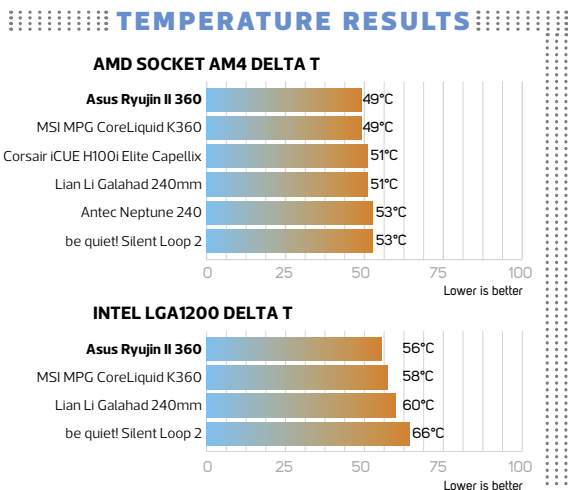 TEMPERATURE RESULTS
AMD SOCKET AM4 DELTA T
Asus Ryujin II 360 49°C
MSI MPG CoreLiquid K360 49°C
Corsair iCUE H100i Elite Capellix 51°C
Lian Li Galahad 240mm 51°C
Antec Neptune 240 53°C
be quiet! Silent Loop 2 53°C
0 25 50 75 100
Lower is better
INTEL LGA1200 DELTA T
Asus Ryujin II 360 56°C
MSI MPG CoreLiquid K360 58°C
Lian Li Galahad 240mm 60°C
be quiet! Silent Loop 2 66°C
0 25 50 75 100
Lower is better